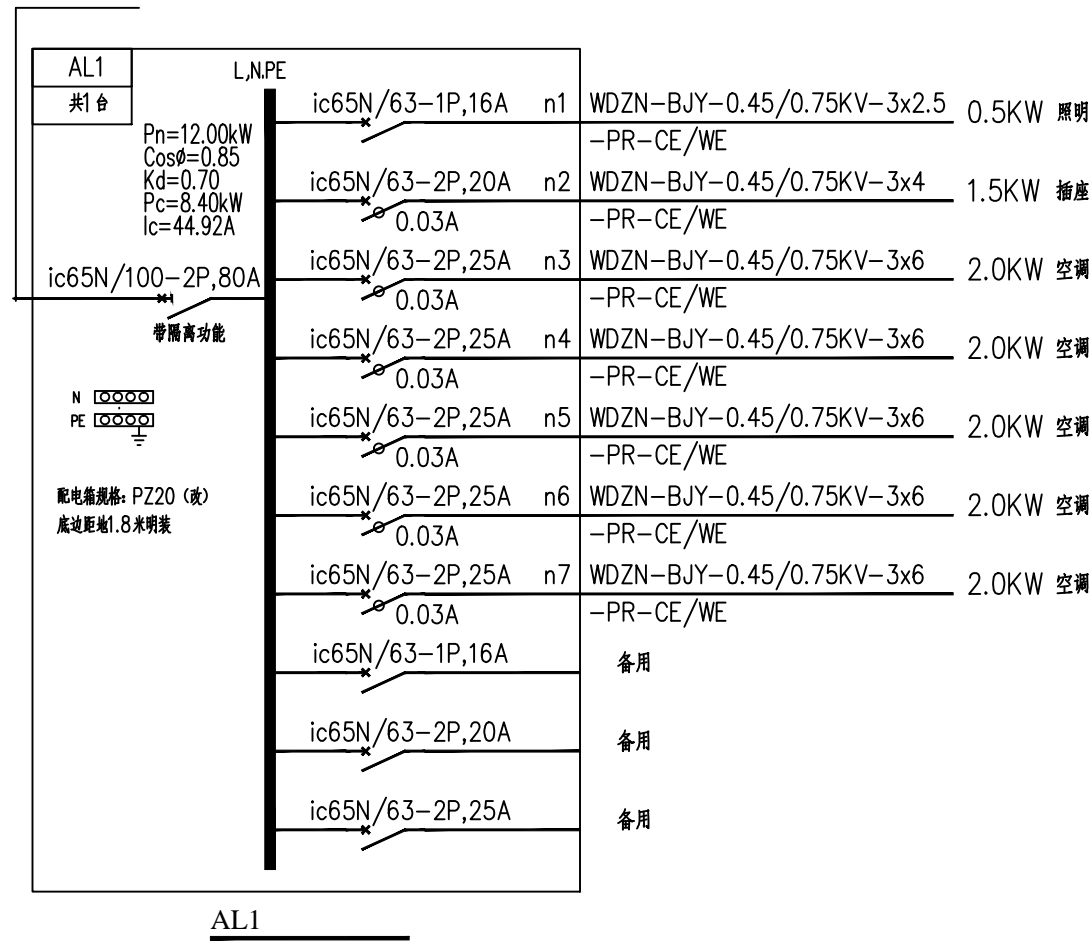 AL1
共1台
L,N.PE
Pn=12.00kW
Cosø=0.85
Kd=0.70
Pc=8.40kW
Ic=44.92A
ic65N/100-2P,80A
带隔离功能
N
PE
配电箱规格: PZ20 (改)
底边距地1.8米明装
ic65N/63-1P,16A n1 WDZN-BJY-0.45/0.75KV-3x2.5 0.5KW 照明
-PR-CE/WE
ic65N/63-2P,20A n2 WDZN-BJY-0.45/0.75KV-3x4 1.5KW 插座
0.03A -PR-CE/WE
ic65N/63-2P,25A n3 WDZN-BJY-0.45/0.75KV-3x6 2.0KW 空调
0.03A -PR-CE/WE
ic65N/63-2P,25A n4 WDZN-BJY-0.45/0.75KV-3x6 2.0KW 空调
0.03A -PR-CE/WE
ic65N/63-2P,25A n5 WDZN-BJY-0.45/0.75KV-3x6 2.0KW 空调
0.03A -PR-CE/WE
ic65N/63-2P,25A n6 WDZN-BJY-0.45/0.75KV-3x6 2.0KW 空调
0.03A -PR-CE/WE
ic65N/63-2P,25A n7 WDZN-BJY-0.45/0.75KV-3x6 2.0KW 空调
0.03A -PR-CE/WE
ic65N/63-1P,16A 备用
ic65N/63-2P,20A 备用
ic65N/63-2P,25A 备用
AL1